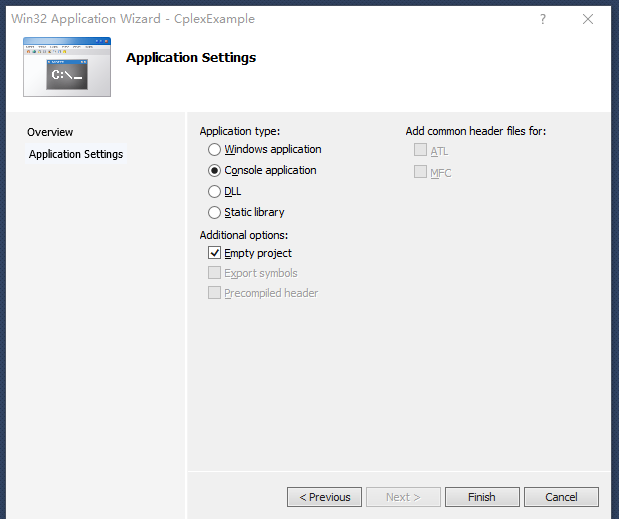 Win32 Application Wizard - CplexExample
?
C:\_
Application Settings
Overview
Application Settings
Application type:
Windows application
Console application
DLL
Static library
Additional options:
Empty project
Export symbols
Precompiled header
Add common header files for:
ATL
MFC
< Previous
Next >
Finish
Cancel